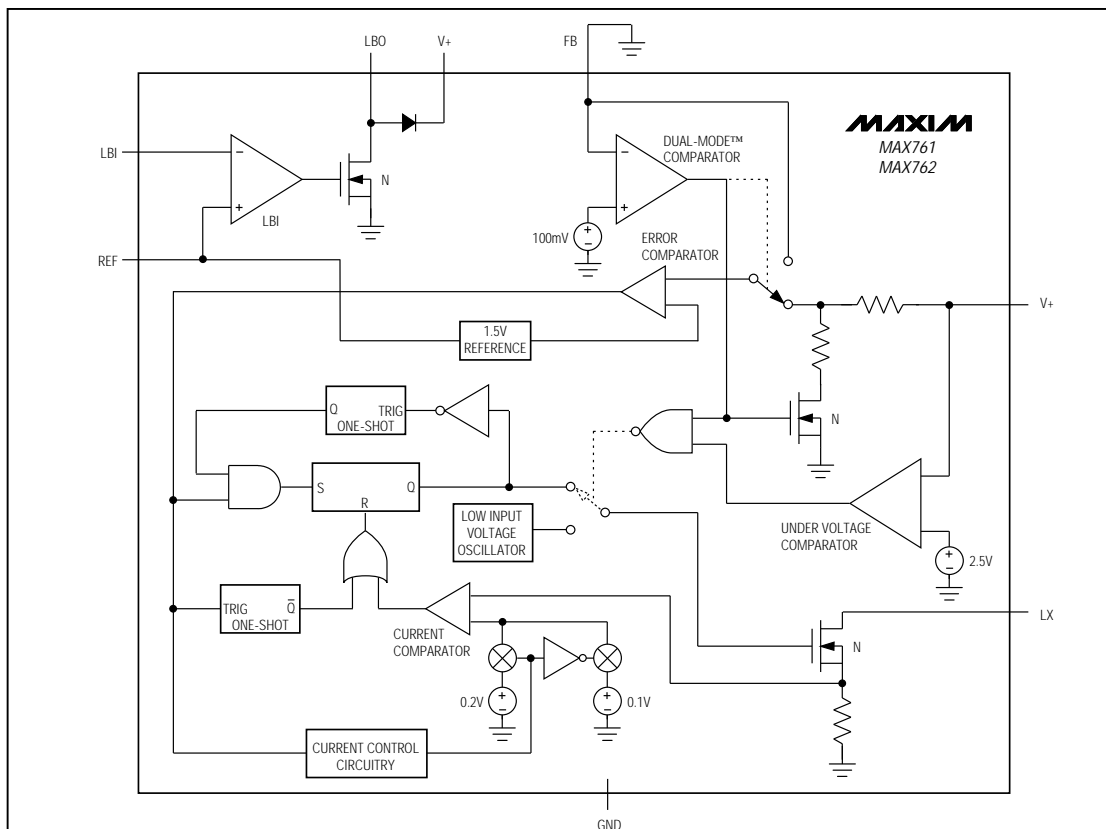 LBO
V+
FB
MAXIM
MAX761
MAX762
LBI
−
+
LBI
N
REF
DUAL-MODE™
COMPARATOR
−
+
100mV
+
−
ERROR
COMPARATOR
1.5V
REFERENCE
V+
Q
TRIG
ONE-SHOT
N
S
Q
R
LOW INPUT
VOLTAGE
OSCILLATOR
UNDER VOLTAGE
COMPARATOR
+
−
2.5V
TRIG
Q̅
ONE-SHOT
CURRENT
COMPARATOR
N
LX
0.2V
+
−
+
−
0.1V
CURRENT CONTROL
CIRCUITRY
GND